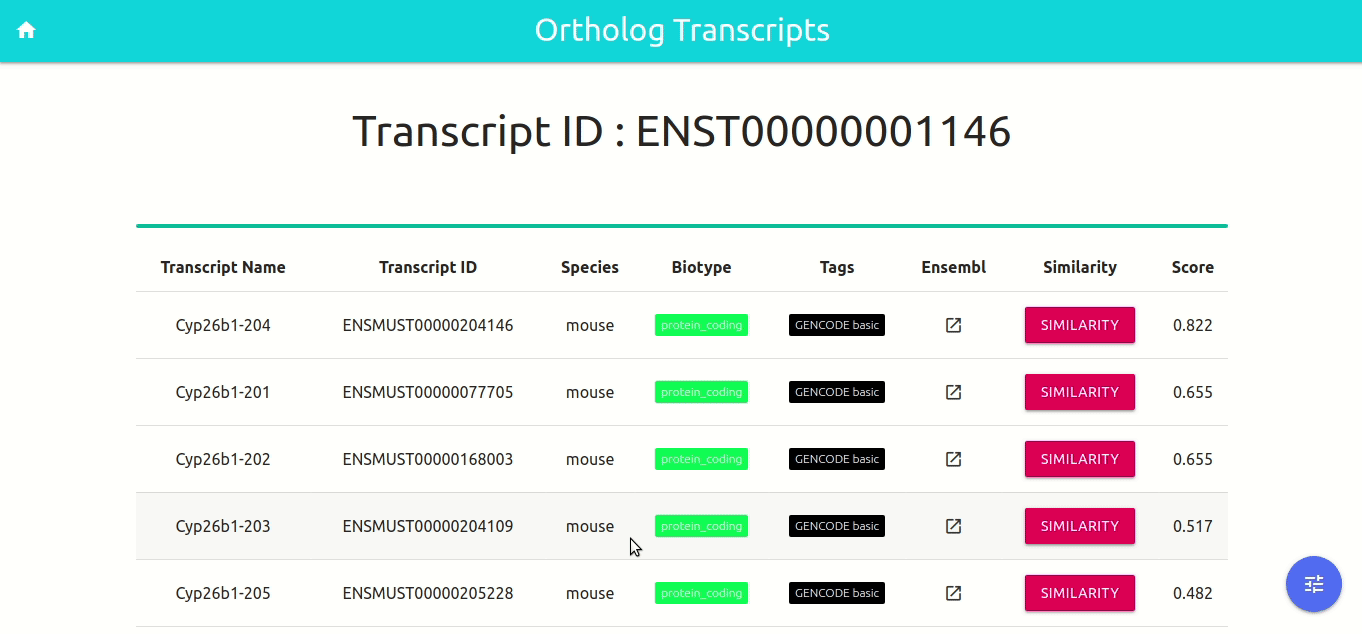 Ortholog Transcripts
Transcript ID : ENST00000001146
Transcript Name Transcript ID Species Biotype Tags Ensembl Similarity Score
Cyp26b1-204 ENSMUST00000204146 mouse protein_coding GENCODE basic SIMILARITY 0.822
Cyp26b1-201 ENSMUST00000077705 mouse protein_coding GENCODE basic SIMILARITY 0.655
Cyp26b1-202 ENSMUST00000168003 mouse protein_coding GENCODE basic SIMILARITY 0.655
Cyp26b1-203 ENSMUST00000204109 mouse protein_coding GENCODE basic SIMILARITY 0.517
Cyp26b1-205 ENSMUST00000205228 mouse protein_coding GENCODE basic SIMILARITY 0.482